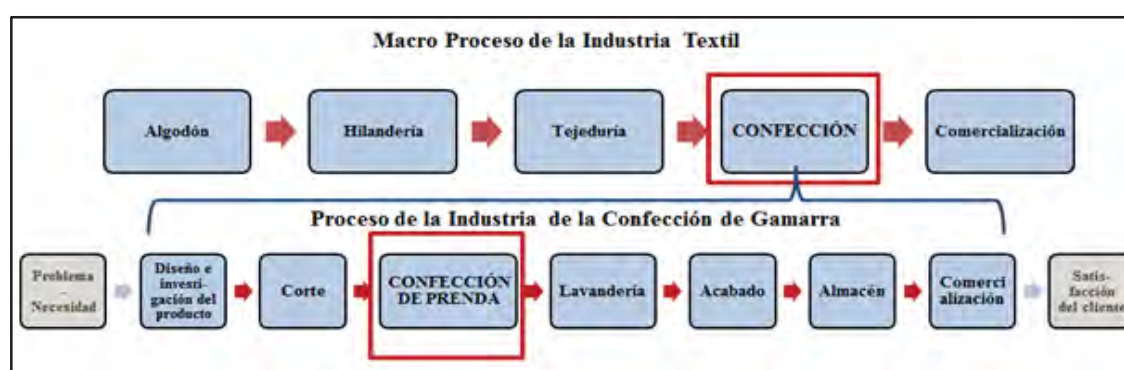 Macro Proceso de la Industria Textil
Algodón
Hilandería
Tejeduría
CONFECCIÓN
Comercialización
Proceso de la Industria de la Confección de Gamarra
Problema
-
Necesidad
Diseño e
investi-
gación del
producto
Corte
CONFECCIÓN
DE PRENDA
Lavandería
Acabado
Almacén
Comerci
alización
Satis-
facción
del cliente